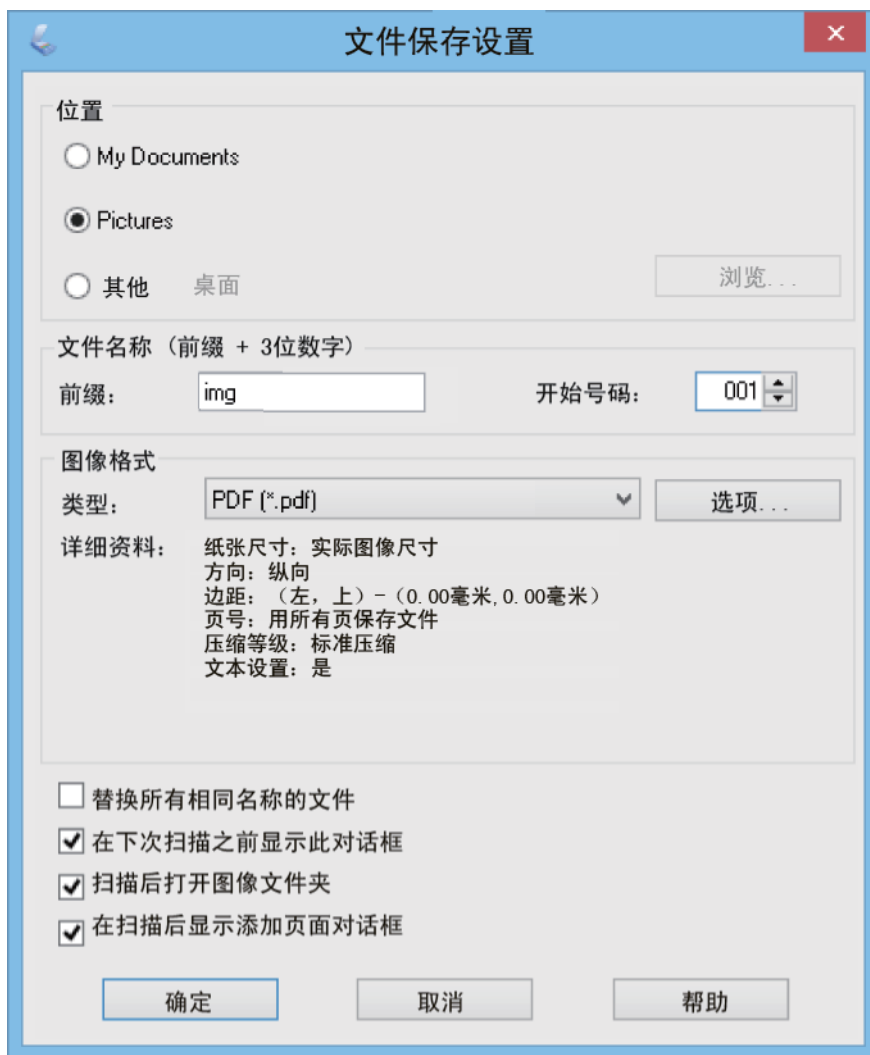 文件保存设置
位置
My Documents
Pictures
其他 桌面 浏览...
文件名称（前缀 + 3位数字）
前缀： img 开始号码： 001
图像格式
类型： PDF (*.pdf) 选项...
详细资料： 纸张尺寸：实际图像尺寸
方向：纵向
边距：（左，上）-（0.00毫米,0.00毫米）
页号：用所有页保存文件
压缩等级：标准压缩
文本设置：是
替换所有相同名称的文件
在下次扫描之前显示此对话框
扫描后打开图像文件夹
在扫描后显示添加页面对话框
确定 取消 帮助